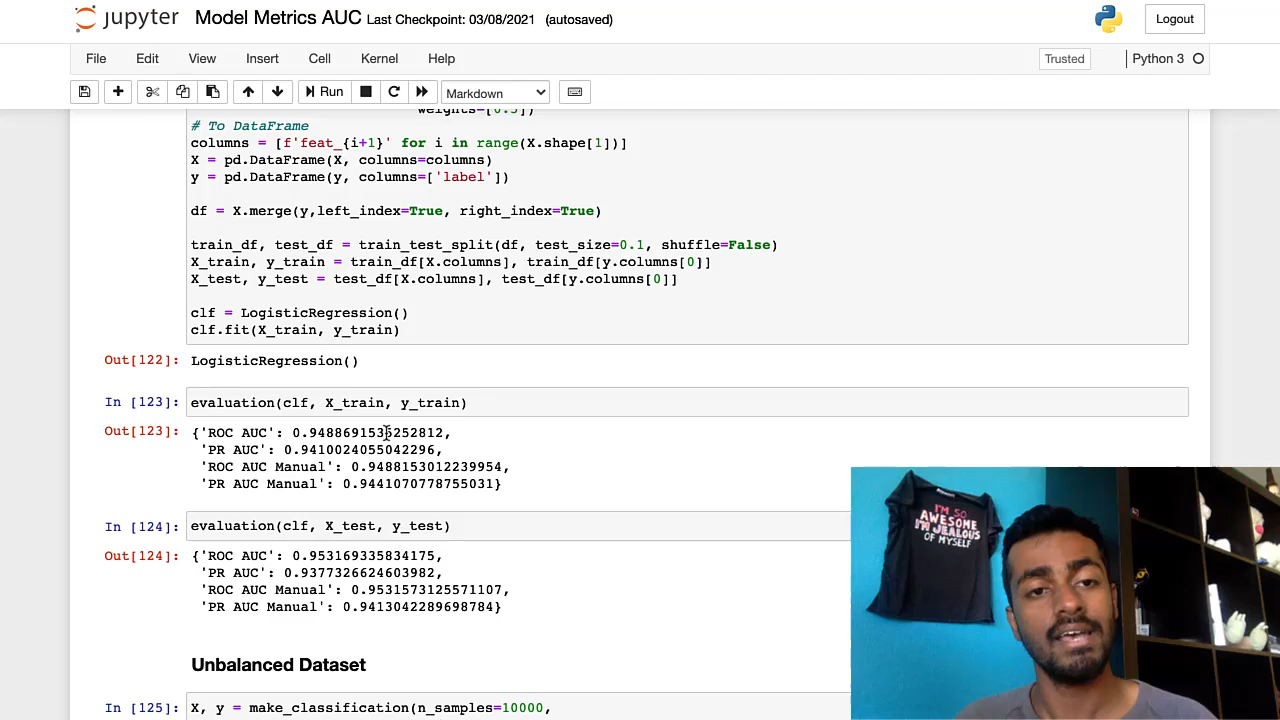 jupyter Model Metrics AUC Last Checkpoint: 03/08/2021 (autosaved) Logout
File Edit View Insert Cell Kernel Help Trusted Python 3
Run Markdown
weights=[0.5])
# To DataFrame
columns = [f'feat_{i+1}' for i in range(X.shape[1])]
X = pd.DataFrame(X, columns=columns)
y = pd.DataFrame(y, columns=['label'])
df = X.merge(y,left_index=True, right_index=True)
train_df, test_df = train_test_split(df, test_size=0.1, shuffle=False)
X_train, y_train = train_df[X.columns], train_df[y.columns[0]]
X_test, y_test = test_df[X.columns], test_df[y.columns[0]]
clf = LogisticRegression()
clf.fit(X_train, y_train)
Out[122]: LogisticRegression()
In [123]: evaluation(clf, X_train, y_train)
Out[123]: {'ROC AUC':
'PR AUC': 0.9410024055042296,
'ROC AUC Manual': 0.9488153012239954,
'PR AUC Manual': 0.9441070778755031}
In [124]: evaluation(clf, X_test, y_test)
Out[124]: {'ROC AUC': 0.953169335834175,
'PR AUC': 0.9377326624603982,
'ROC AUC Manual': 0.9531573125571107,
'PR AUC Manual': 0.9413042289698784}
I'M SO
AWESOME
I'M JEALOUS
OF MYSELF
Unbalanced Dataset
In [125]: X, y = make_classification(n_samples=10000,